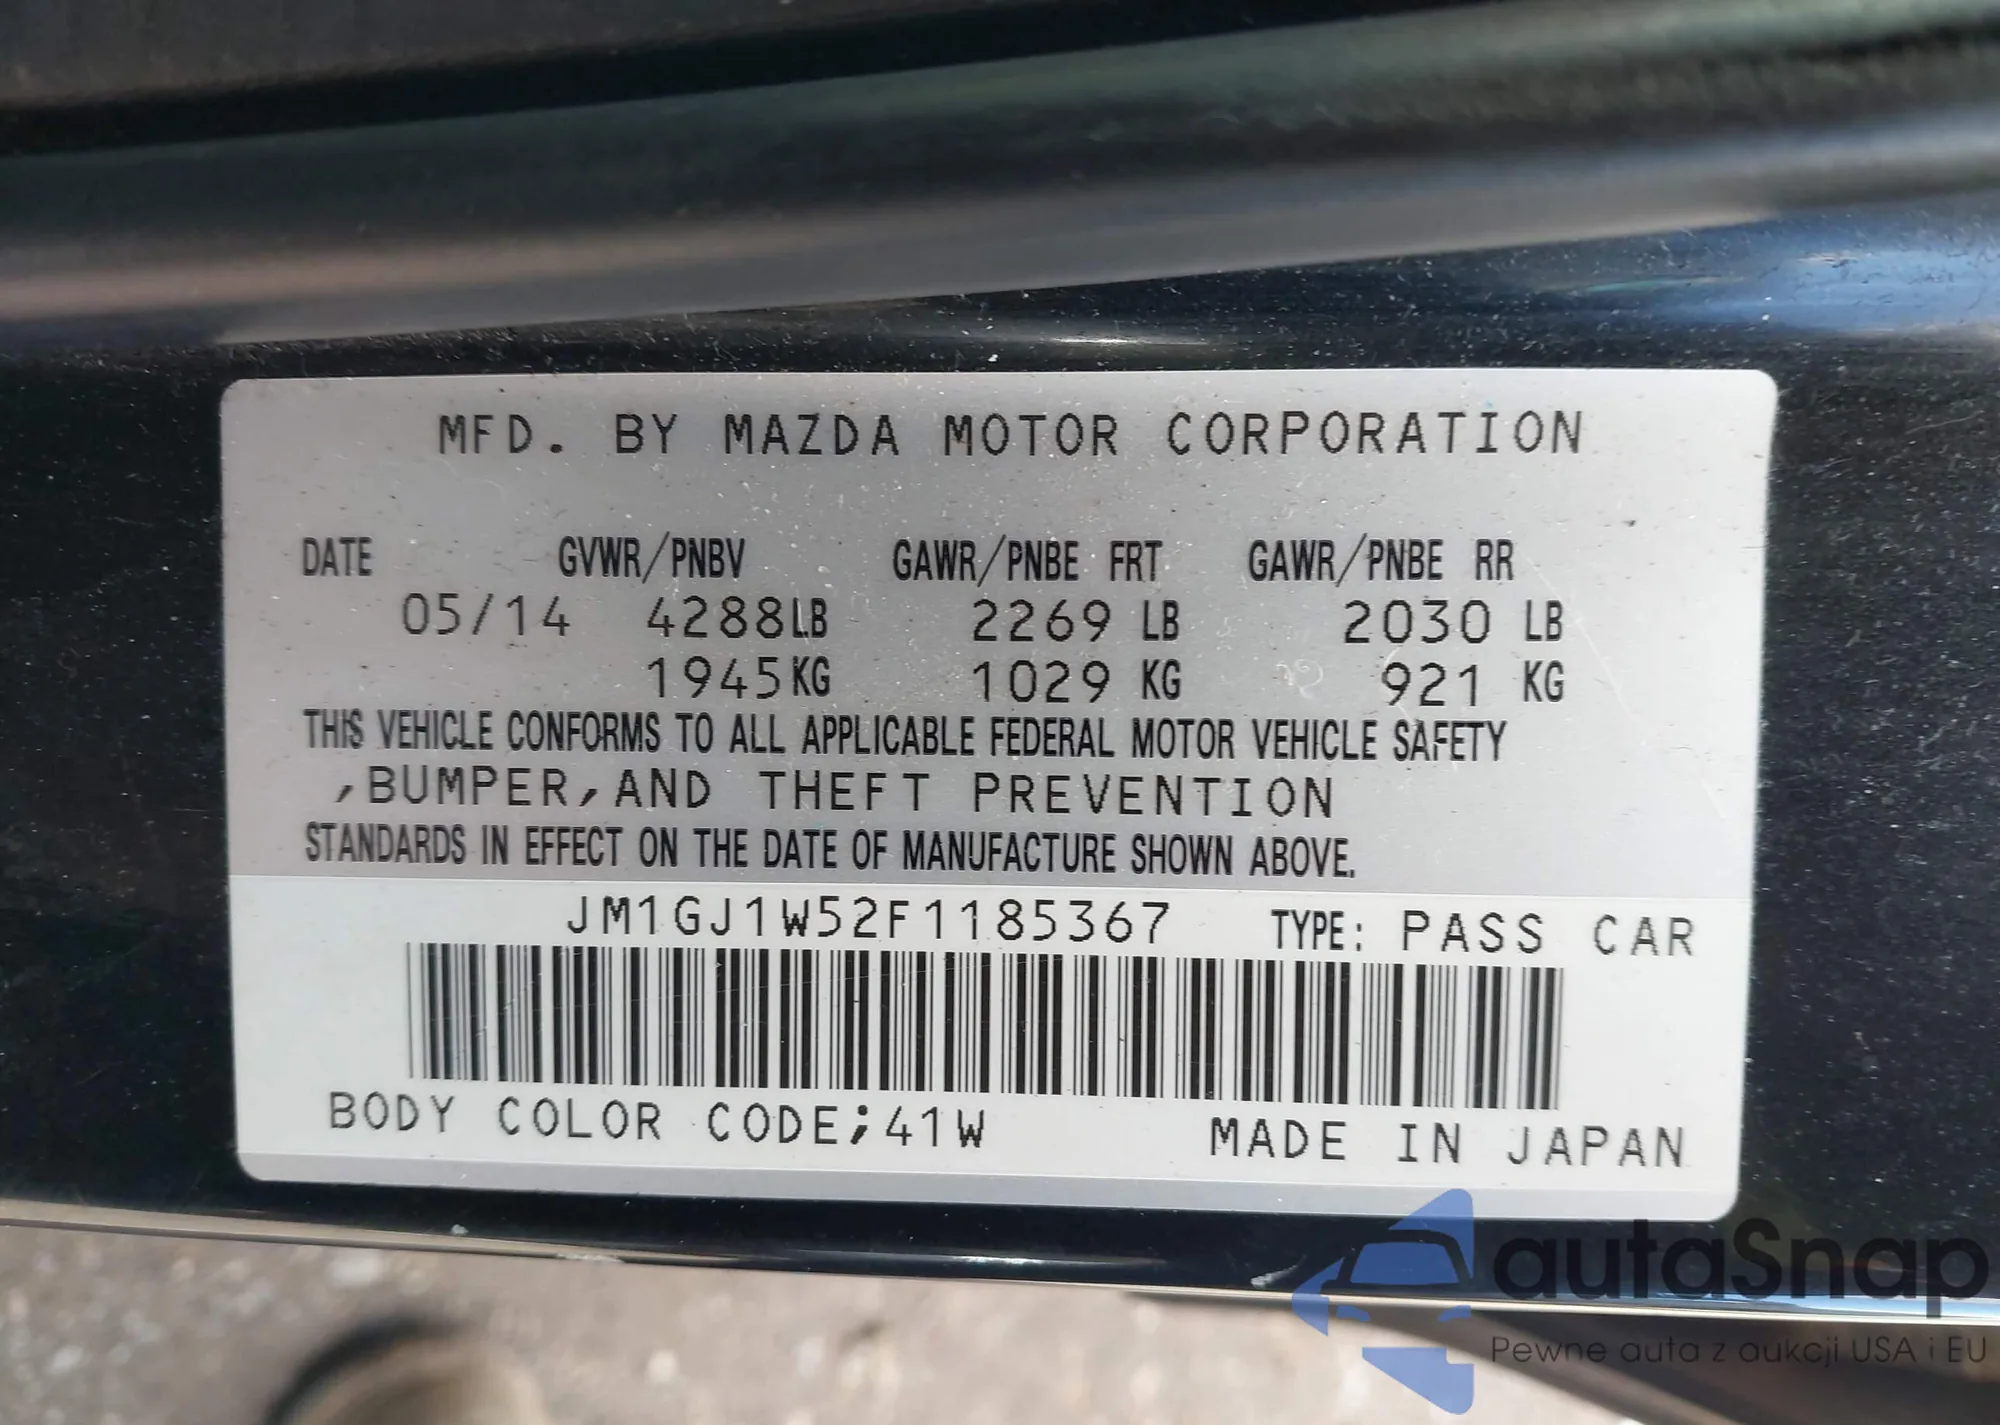 MFD. BY MAZDA MOTOR CORPORATION
DATE GVWR/PNBV GAWR/PNBE FRT GAWR/PNBE RR
05/14 4288LB 2269 LB 2030 LB
1945KG 1029 KG 921 KG
THIS VEHICLE CONFORMS TO ALL APPLICABLE FEDERAL MOTOR VEHICLE SAFETY
,BUMPER,AND THEFT PREVENTION
STANDARDS IN EFFECT ON THE DATE OF MANUFACTURE SHOWN ABOVE.
JM1GJ1W52F1185367 TYPE: PASS CAR
BODY COLOR CODE;41W MADE IN JAPAN
autaSnap
Pewne auta z aukcji USA i EU